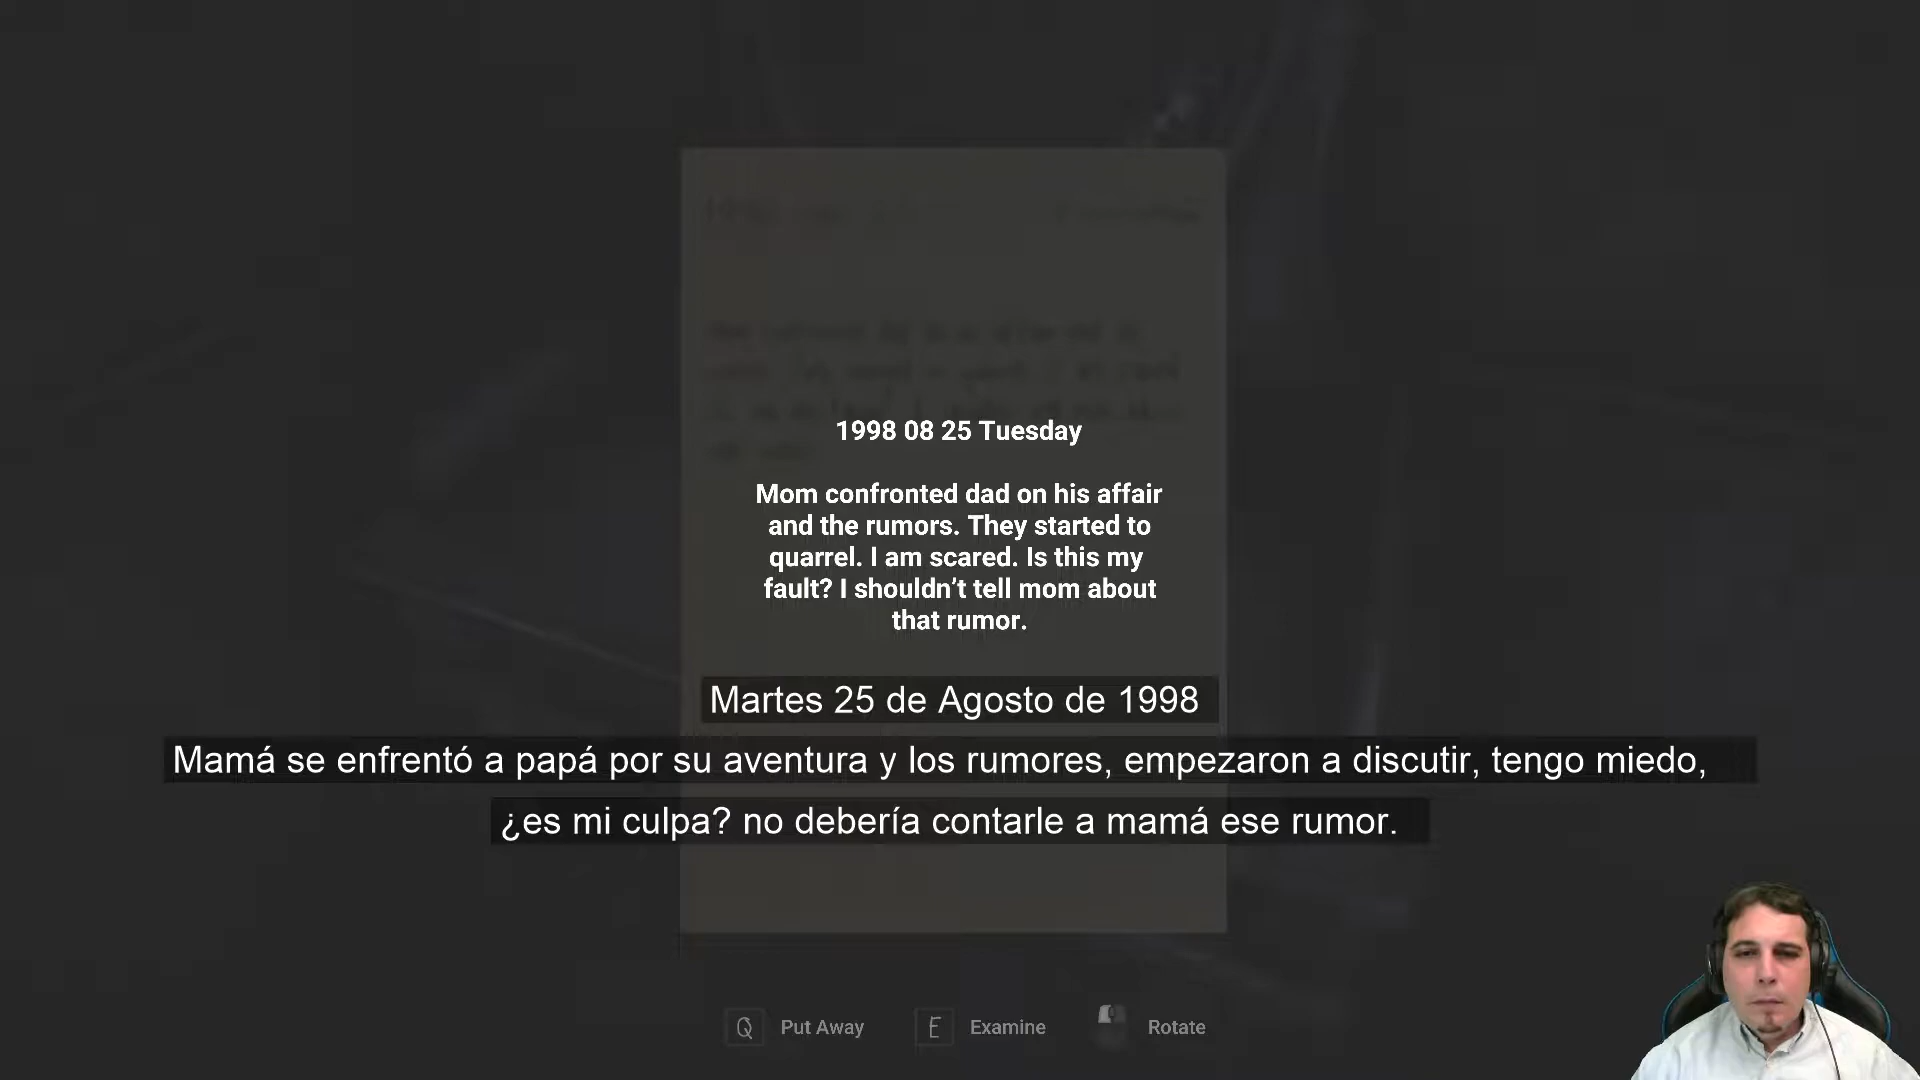 1998 08 25 Tuesday
Mom confronted dad on his affair
and the rumors. They started to
quarrel. I am scared. Is this my
fault? I shouldn’t tell mom about
that rumor.
Martes 25 de Agosto de 1998
Mamá se enfrentó a papá por su aventura y los rumores, empezaron a discutir, tengo miedo,
¿es mi culpa? no debería contarle a mamá ese rumor.
Q Put Away E Examine Rotate